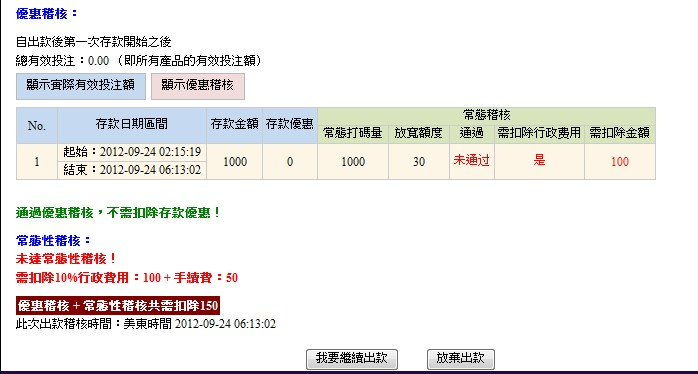 優惠稽核：
自出款後第一次存款開始之後
總有效投注：0.00 （即所有產品的有效投注額）
顯示實際有效投注額 顯示優惠稽核
No. 存款日期區間 存款金額 存款優惠 常態稽核
常態打碼量 放寬額度 通過 需扣除行政费用 需扣除金額
1 起始：2012-09-24 02:15:19 1000 0 1000 30 未通过 是 100
結束：2012-09-24 06:13:02
通過優惠稽核，不需扣除存款優惠！
常態性稽核：
未達常態性稽核！
需扣除10%行政費用：100 + 手續費：50
優惠稽核 + 常態性稽核共需扣除150
此次出款稽核時間：美東時間 2012-09-24 06:13:02
我要繼續出款 放棄出款